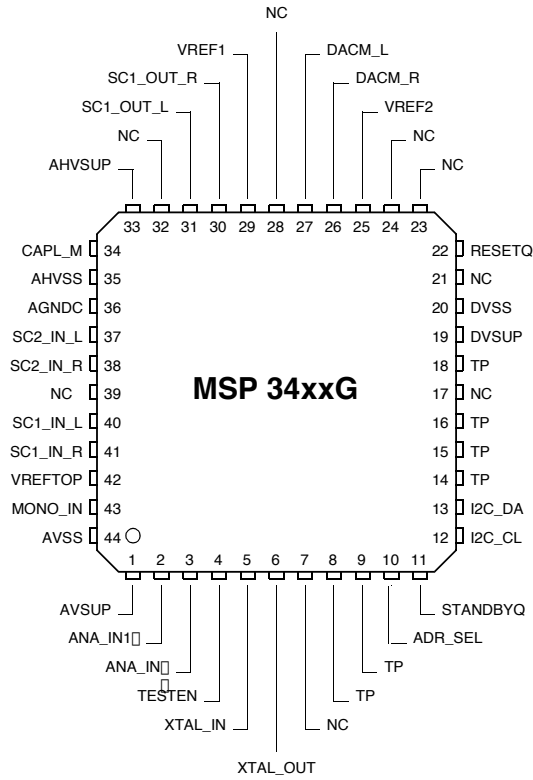 NC
VREF1
DACM_L
SC1_OUT_R
DACM_R
SC1_OUT_L
VREF2
NC
NC
AHVSUP
NC
33 32 31 30 29 28 27 26 25 24 23
CAPL_M 34
22 RESETQ
AHVSS 35
21 NC
AGNDC 36
20 DVSS
SC2_IN_L 37
19 DVSUP
SC2_IN_R 38
18 TP
NC 39
MSP 34xxG
17 NC
SC1_IN_L 40
16 TP
SC1_IN_R 41
15 TP
VREFTOP 42
14 TP
MONO_IN 43
13 I2C_DA
AVSS 44
12 I2C_CL
1 2 3 4 5 6 7 8 9 10 11
AVSUP
STANDBYQ
ANA_IN1
ADR_SEL
ANA_IN
TP
TESTEN
TP
XTAL_IN
NC
XTAL_OUT